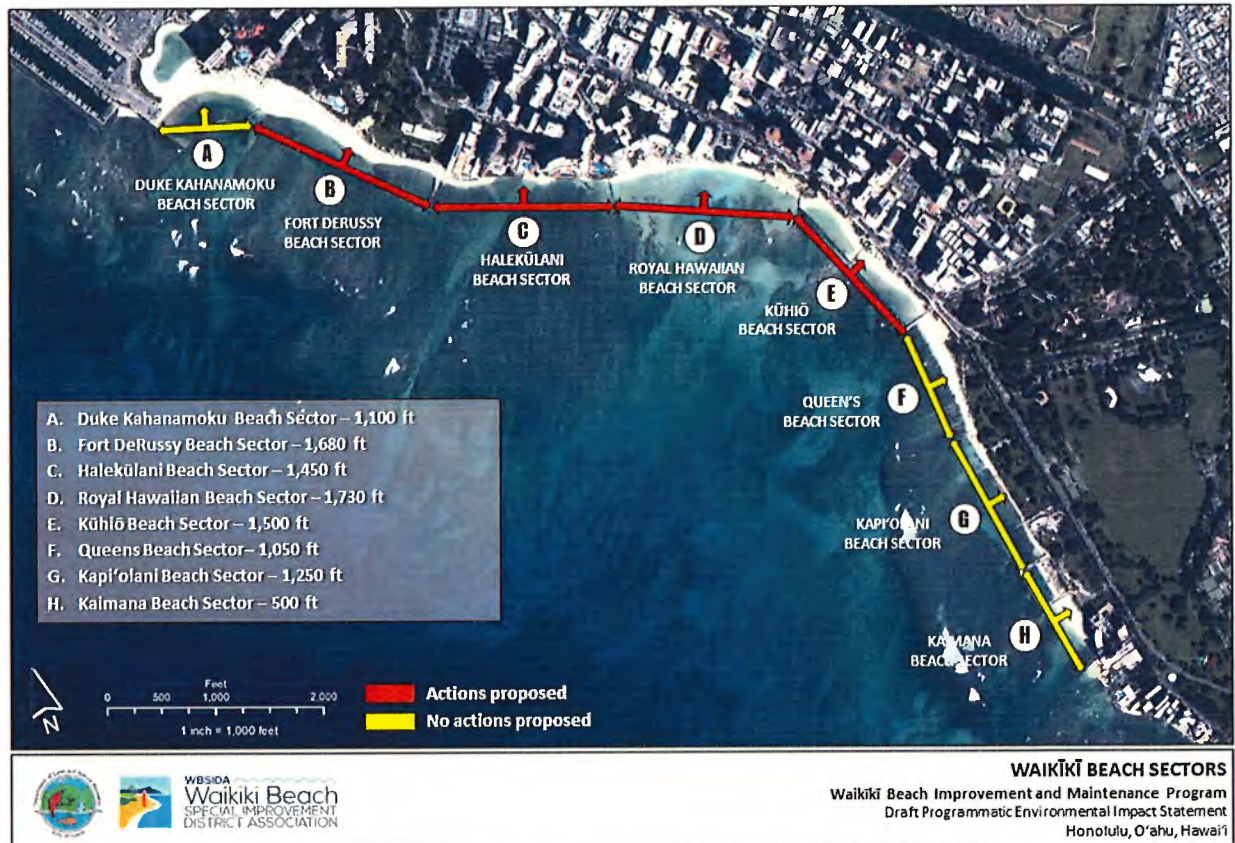 A
DUKE KAHANAMOKU
BEACH SECTOR
B
FORT DERUSSY
BEACH SECTOR
C
HALEKŪLANI
BEACH SECTOR
D
ROYAL HAWAIIAN
BEACH SECTOR
E
KŪHIŌ
BEACH SECTOR
F
QUEEN'S
BEACH SECTOR
G
KAPI'OLANI
BEACH SECTOR
H
KAIMANA
BEACH SECTOR
A. Duke Kahanamoku Beach Sector – 1,100 ft
B. Fort DeRussy Beach Sector – 1,680 ft
C. Halekūlani Beach Sector – 1,450 ft
D. Royal Hawaiian Beach Sector – 1,730 ft
E. Kūhiō Beach Sector – 1,500 ft
F. Queens Beach Sector– 1,050 ft
G. Kapi'olani Beach Sector – 1,250 ft
H. Kaimana Beach Sector – 500 ft
N
Feet
0 500 1,000 2,000
1 inch = 1,000 feet
Actions proposed
No actions proposed
WBSIDA
Waikīkī Beach
SPECIAL IMPROVEMENT
DISTRICT ASSOCIATION
WAIKĪKĪ BEACH SECTORS
Waikīkī Beach Improvement and Maintenance Program
Draft Programmatic Environmental Impact Statement
Honolulu, O'ahu, Hawai'i